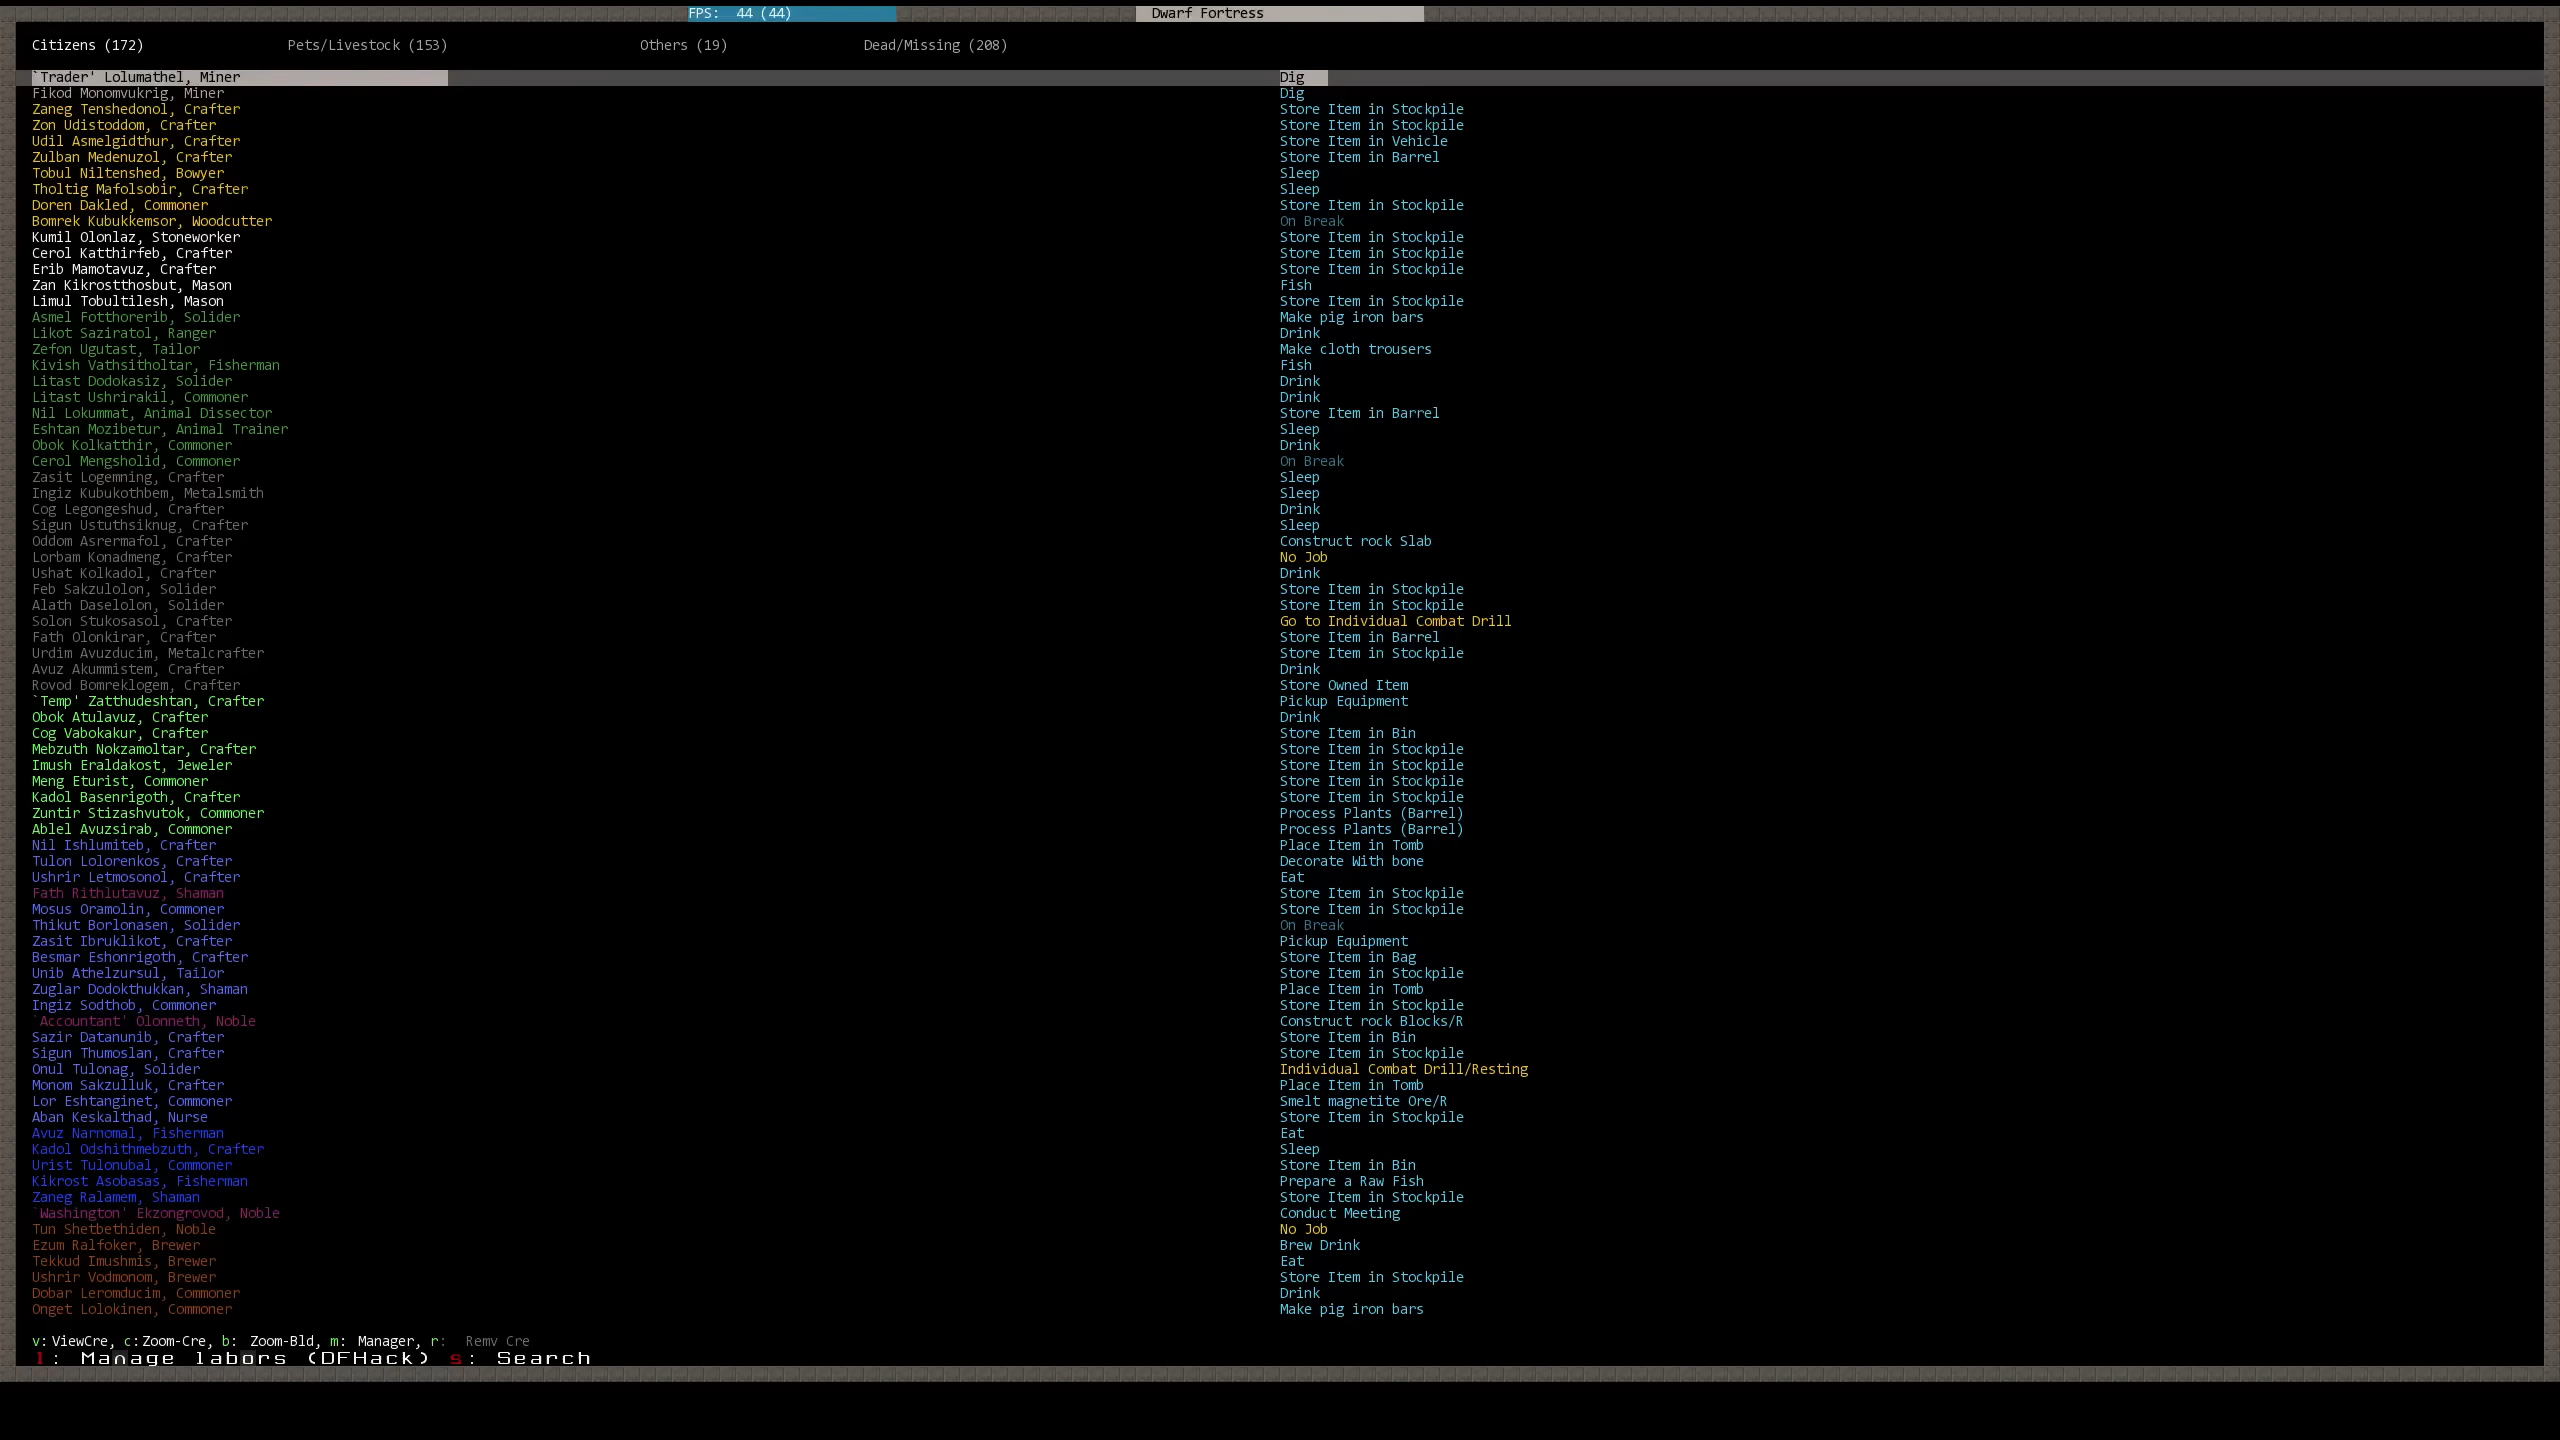 FPS: 44 (44) Dwarf Fortress
Citizens (172) Pets/Livestock (153) Others (19) Dead/Missing (208)
`Trader' Lolumathel, Miner Dig
Fikod Monomvukrig, Miner Dig
Zaneg Tenshedonol, Crafter Store Item in Stockpile
Zon Udistoddom, Crafter Store Item in Stockpile
Udil Asmelgidthur, Crafter Store Item in Vehicle
Zulban Medenuzol, Crafter Store Item in Barrel
Tobul Niltenshed, Bowyer Sleep
Tholtig Mafolsobir, Crafter Sleep
Doren Dakled, Commoner Store Item in Stockpile
Bomrek Kubukkemsor, Woodcutter On Break
Kumil Olonlaz, Stoneworker Store Item in Stockpile
Cerol Katthirfeb, Crafter Store Item in Stockpile
Erib Mamotavuz, Crafter Store Item in Stockpile
Zan Kikrostthosbut, Mason Fish
Limul Tobultilesh, Mason Store Item in Stockpile
Asmel Fotthorerib, Solider Make pig iron bars
Likot Saziratol, Ranger Drink
Zefon Ugutast, Tailor Make cloth trousers
Kivish Vathsitholtar, Fisherman Fish
Litast Dodokasiz, Solider Drink
Litast Ushrirakil, Commoner Drink
Nil Lokummat, Animal Dissector Store Item in Barrel
Eshtan Mozibetur, Animal Trainer Sleep
Obok Kolkatthir, Commoner Drink
Cerol Mengsholid, Commoner On Break
Zasit Logemning, Crafter Sleep
Ingiz Kubukothbem, Metalsmith Sleep
Cog Legongeshud, Crafter Drink
Sigun Ustuthsiknug, Crafter Sleep
Oddom Asrermafol, Crafter Construct rock Slab
Lorbam Konadmeng, Crafter No Job
Ushat Kolkadol, Crafter Drink
Feb Sakzulolon, Solider Store Item in Stockpile
Alath Daselolon, Solider Store Item in Stockpile
Solon Stukosasol, Crafter Go to Individual Combat Drill
Fath Olonkirar, Crafter Store Item in Barrel
Urdim Avuzducim, Metalcrafter Store Item in Stockpile
Avuz Akummistem, Crafter Drink
Rovod Bomreklogem, Crafter Store Owned Item
`Temp' Zatthudeshtan, Crafter Pickup Equipment
Obok Atulavuz, Crafter Drink
Cog Vabokakur, Crafter Store Item in Bin
Mebzuth Nokzamoltar, Crafter Store Item in Stockpile
Imush Eraldakost, Jeweler Store Item in Stockpile
Meng Eturist, Commoner Store Item in Stockpile
Kadol Basenrigoth, Crafter Store Item in Stockpile
Zuntir Stizashvutok, Commoner Process Plants (Barrel)
Ablel Avuzsirab, Commoner Process Plants (Barrel)
Nil Ishlumiteb, Crafter Place Item in Tomb
Tulon Lolorenkos, Crafter Decorate With bone
Ushrir Letmosonol, Crafter Eat
Fath Rithlutavuz, Shaman Store Item in Stockpile
Mosus Oramolin, Commoner Store Item in Stockpile
Thikut Borlonasen, Solider On Break
Zasit Ibruklikot, Crafter Pickup Equipment
Besmar Eshonrigoth, Crafter Store Item in Bag
Unib Athelzursul, Tailor Store Item in Stockpile
Zuglar Dodokthukkan, Shaman Place Item in Tomb
Ingiz Sodthob, Commoner Store Item in Stockpile
`Accountant' Olonneth, Noble Construct rock Blocks/R
Sazir Datanunib, Crafter Store Item in Bin
Sigun Thumoslan, Crafter Store Item in Stockpile
Onul Tulonag, Solider Individual Combat Drill/Resting
Monom Sakzulluk, Crafter Place Item in Tomb
Lor Eshtanginet, Commoner Smelt magnetite Ore/R
Aban Keskalthad, Nurse Store Item in Stockpile
Avuz Narnomal, Fisherman Eat
Kadol Odshithmebzuth, Crafter Sleep
Urist Tulonubal, Commoner Store Item in Bin
Kikrost Asobasas, Fisherman Prepare a Raw Fish
Zaneg Ralamem, Shaman Store Item in Stockpile
`Washington' Ekzongrovod, Noble Conduct Meeting
Tun Shetbethiden, Noble No Job
Ezum Ralfoker, Brewer Brew Drink
Tekkud Imushmis, Brewer Eat
Ushrir Vodmonom, Brewer Store Item in Stockpile
Dobar Leromducim, Commoner Drink
Onget Lolokinen, Commoner Make pig iron bars
v:ViewCre, c:Zoom-Cre, b: Zoom-Bld, m: Manager, r: Remv Cre
l: Manage labors (DFHack) s: Search